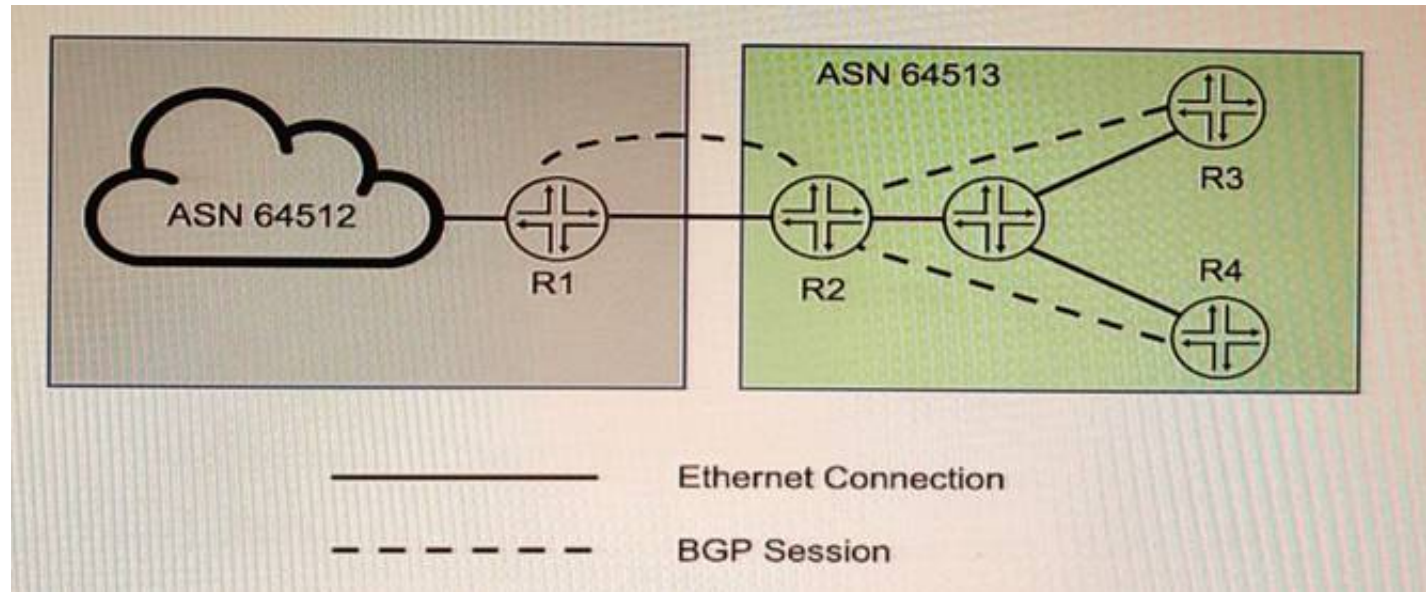 ASN 64513
ASN 64512
R1
R2
R3
R4
Ethernet Connection
BGP Session